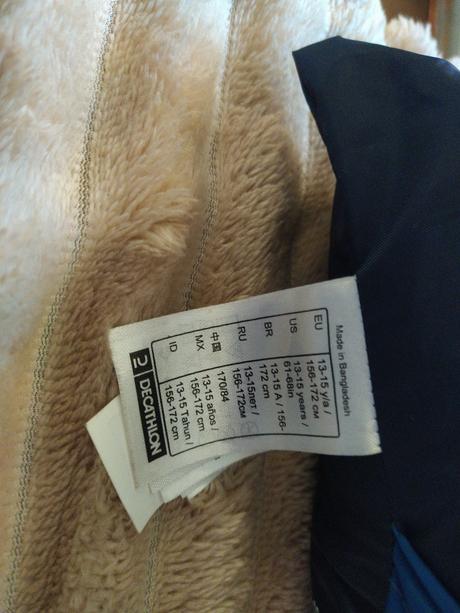 Made in Bangladesh
EU 13-15 y/a /
156-172 CM
US 13-15 years /
61-68in
BR 13-15 A / 156-
172 cm
RU 13-15лет /
156-172см
中国 170/84
MX 13-15 años /
156-172 cm
ID 13-15 Tahun /
156-172 cm
DECATHLON